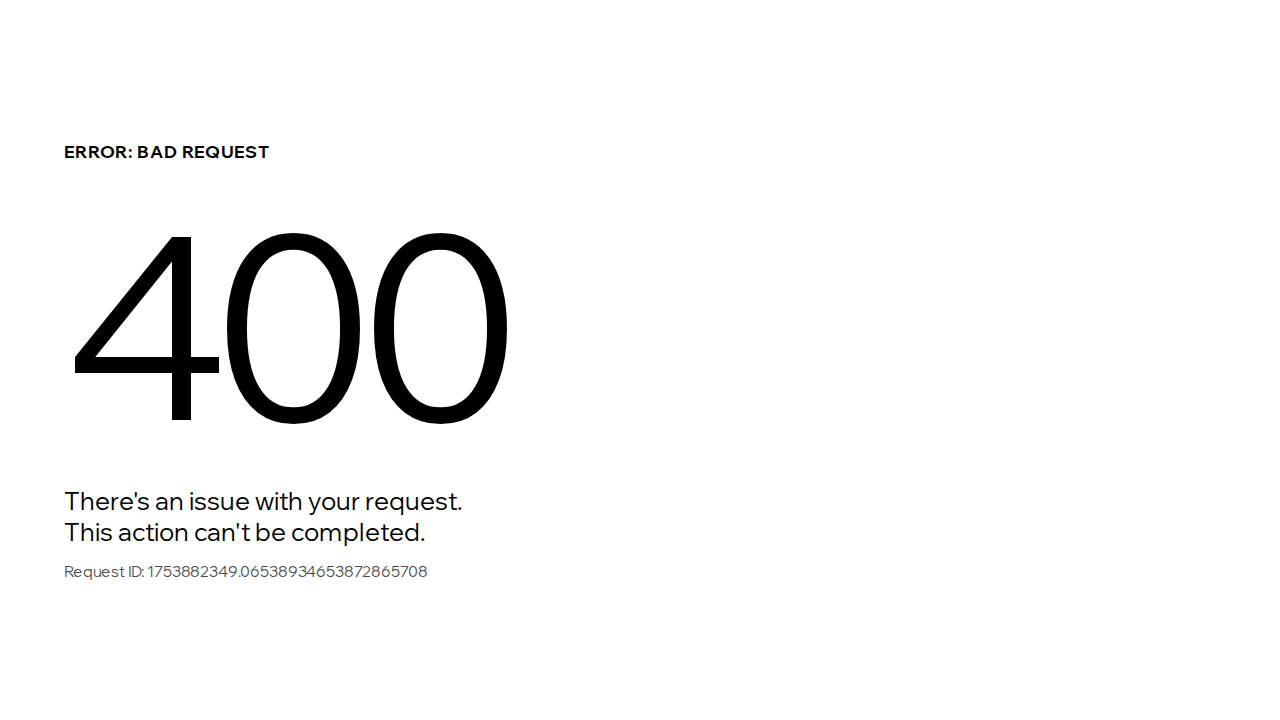 ERROR: BAD REQUEST
400
There's an issue with your request.
This action can't be completed.
Request ID: 1753882349.06538934653872865708